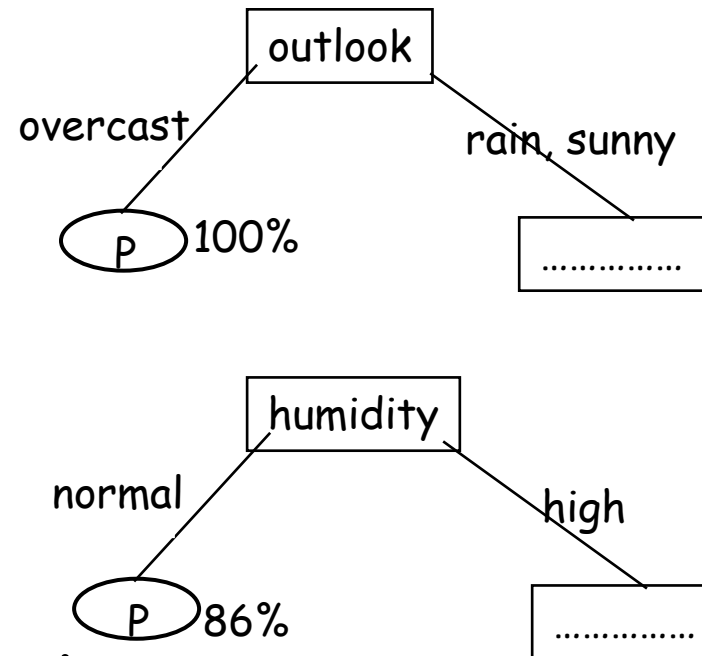 outlook
overcast
rain, sunny
P 100%
……………
humidity
normal
high
P 86%
……………